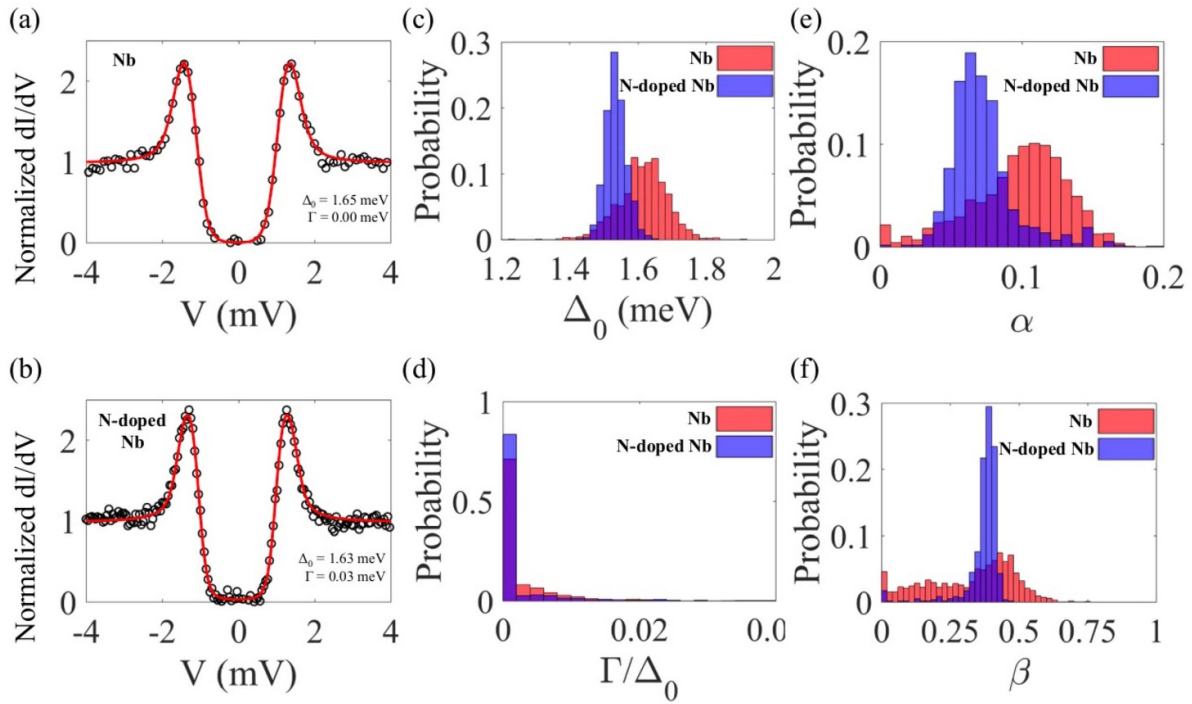 (a)
Nb
Normalized dI/dV
2
1
0
-4
-2
0
2
4
V (mV)
Δ0 = 1.65 meV
Γ = 0.00 meV
(c)
Probability
0.3
0.2
0.1
0
1.2
1.4
1.6
1.8
2
Δ0 (meV)
Nb
N-doped Nb
(e)
Probability
0.2
0.1
0
0
0.1
0.2
α
Nb
N-doped Nb
(b)
N-doped
Nb
Normalized dI/dV
2
1
0
-4
-2
0
2
4
V (mV)
Δ0 = 1.63 meV
Γ = 0.03 meV
(d)
Probability
1
0.5
0
0
0.02
0.0
Γ/Δ0
Nb
N-doped Nb
(f)
Probability
0.3
0.2
0.1
0
0
0.25
0.5
0.75
1
β
Nb
N-doped Nb